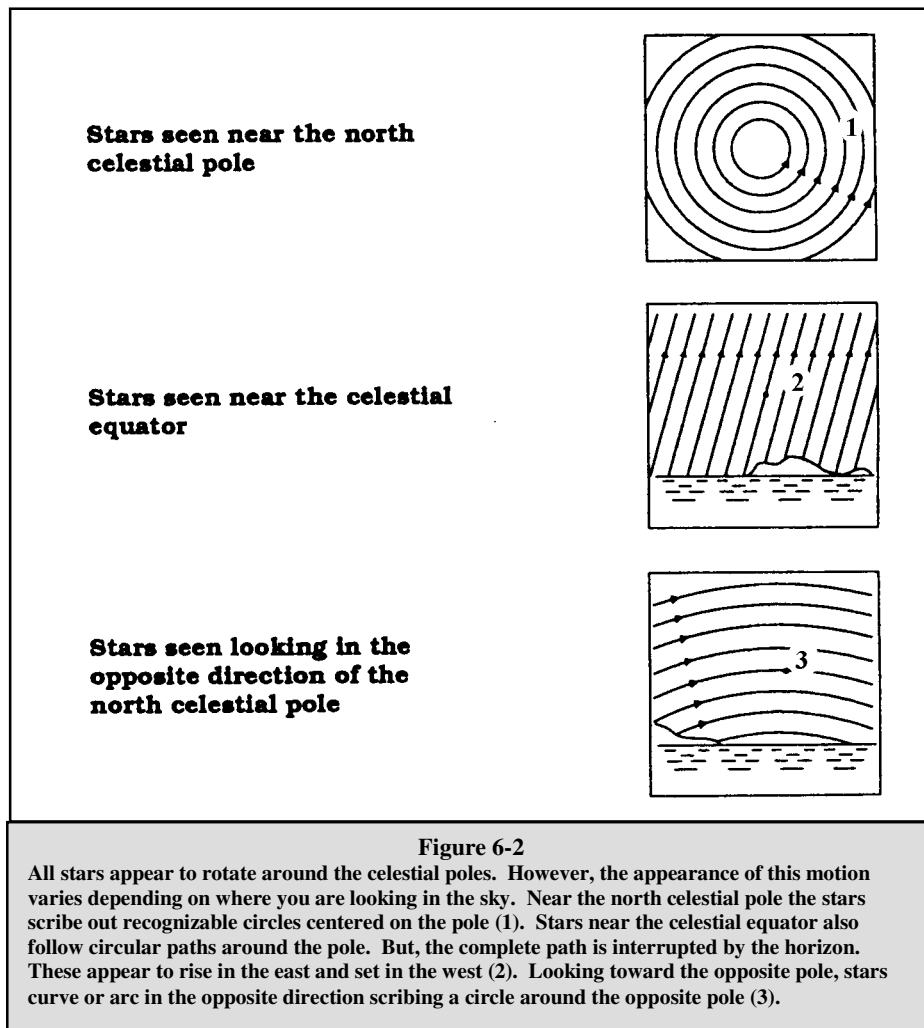 Stars seen near the north
celestial pole
1
Stars seen near the celestial
equator
2
Stars seen looking in the
opposite direction of the
north celestial pole
3
Figure 6-2
All stars appear to rotate around the celestial poles. However, the appearance of this motion
varies depending on where you are looking in the sky. Near the north celestial pole the stars
scribe out recognizable circles centered on the pole (1). Stars near the celestial equator also
follow circular paths around the pole. But, the complete path is interrupted by the horizon.
These appear to rise in the east and set in the west (2). Looking toward the opposite pole, stars
curve or arc in the opposite direction scribing a circle around the opposite pole (3).